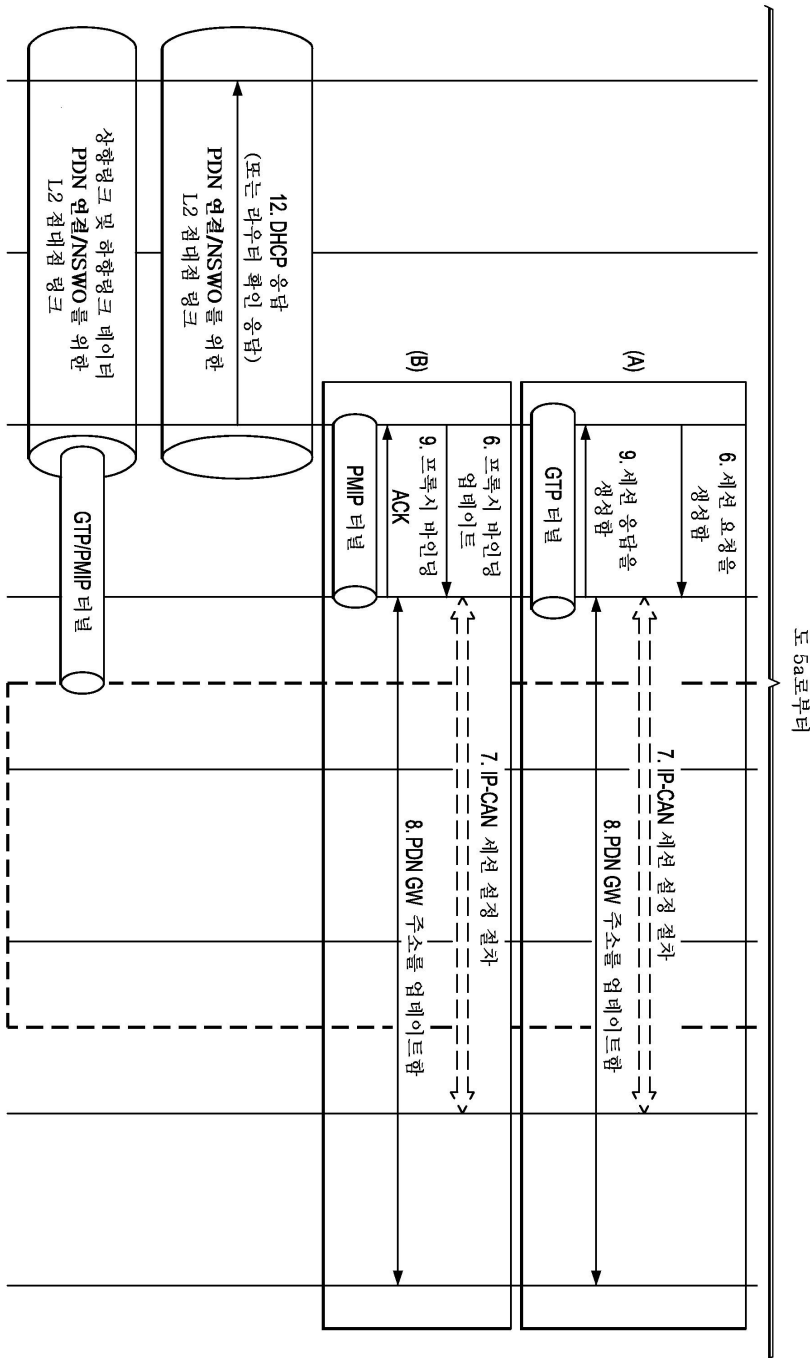 도 5a로부터
(A)
6. 세션 요청을
생성함
7. IP-CAN 세션 설정 절차
8. PDN GW 주소를 업데이트함
9. 세션 응답을
생성함
GTP 터널
(B)
6. 프록시 바인딩
업데이트
7. IP-CAN 세션 설정 절차
8. PDN GW 주소를 업데이트함
9. 프록시 바인딩
ACK
PMIP 터널
12. DHCP 응답
(또는 라우터 확인 응답)
PDN 연결/NSWO를 위한
L2 점대점 링크
상향링크 및 하향링크 데이터
PDN 연결/NSWO를 위한
L2 점대점 링크
GTP/PMIP 터널